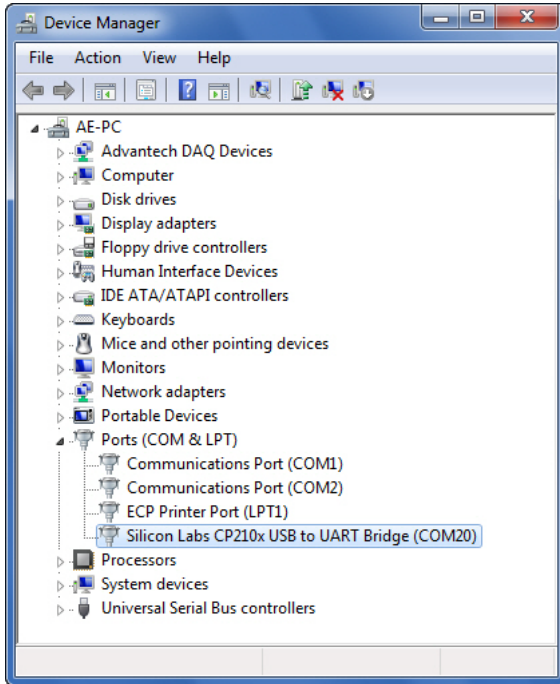 Device Manager
File Action View Help
AE-PC
Advantech DAQ Devices
Computer
Disk drives
Display adapters
Floppy drive controllers
Human Interface Devices
IDE ATA/ATAPI controllers
Keyboards
Mice and other pointing devices
Monitors
Network adapters
Portable Devices
Ports (COM & LPT)
Communications Port (COM1)
Communications Port (COM2)
ECP Printer Port (LPT1)
Silicon Labs CP210x USB to UART Bridge (COM20)
Processors
System devices
Universal Serial Bus controllers